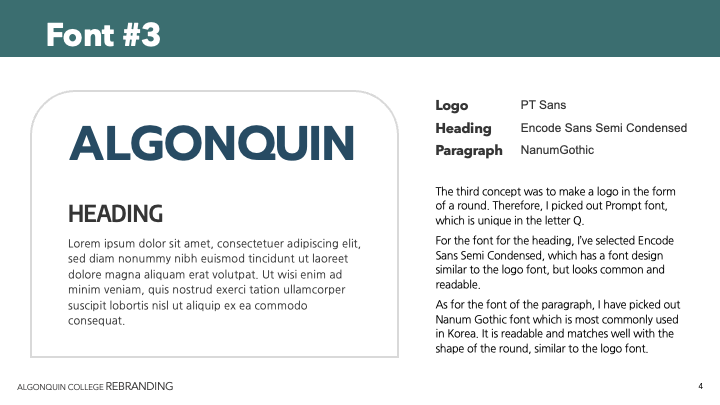 Font #3
ALGONQUIN
HEADING
Lorem ipsum dolor sit amet, consectetuer adipiscing elit,
sed diam nonummy nibh euismod tincidunt ut laoreet
dolore magna aliquam erat volutpat. Ut wisi enim ad
minim veniam, quis nostrud exerci tation ullamcorper
suscipit lobortis nisl ut aliquip ex ea commodo
consequat.
Logo PT Sans
Heading Encode Sans Semi Condensed
Paragraph NanumGothic
The third concept was to make a logo in the form
of a round. Therefore, I picked out Prompt font,
which is unique in the letter Q.
For the font for the heading, I've selected Encode
Sans Semi Condensed, which has a font design
similar to the logo font, but looks common and
readable.
As for the font of the paragraph, I have picked out
Nanum Gothic font which is most commonly used
in Korea. It is readable and matches well with the
shape of the round, similar to the logo font.
ALGONQUIN COLLEGE REBRANDING
4